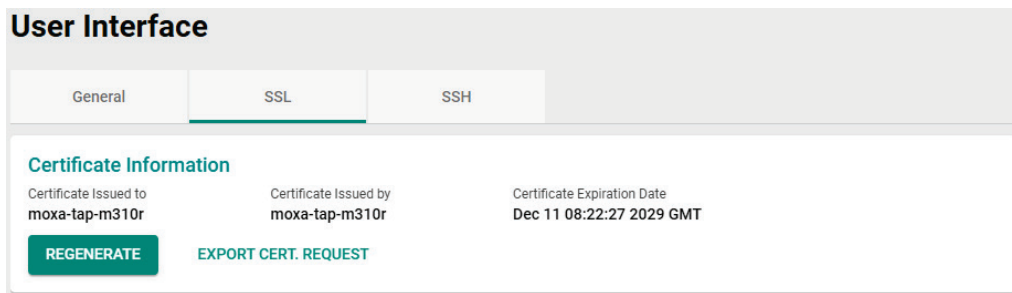 User Interface
General SSL SSH
Certificate Information
Certificate Issued to Certificate Issued by Certificate Expiration Date
moxa-tap-m310r moxa-tap-m310r Dec 11 08:22:27 2029 GMT
REGENERATE EXPORT CERT. REQUEST